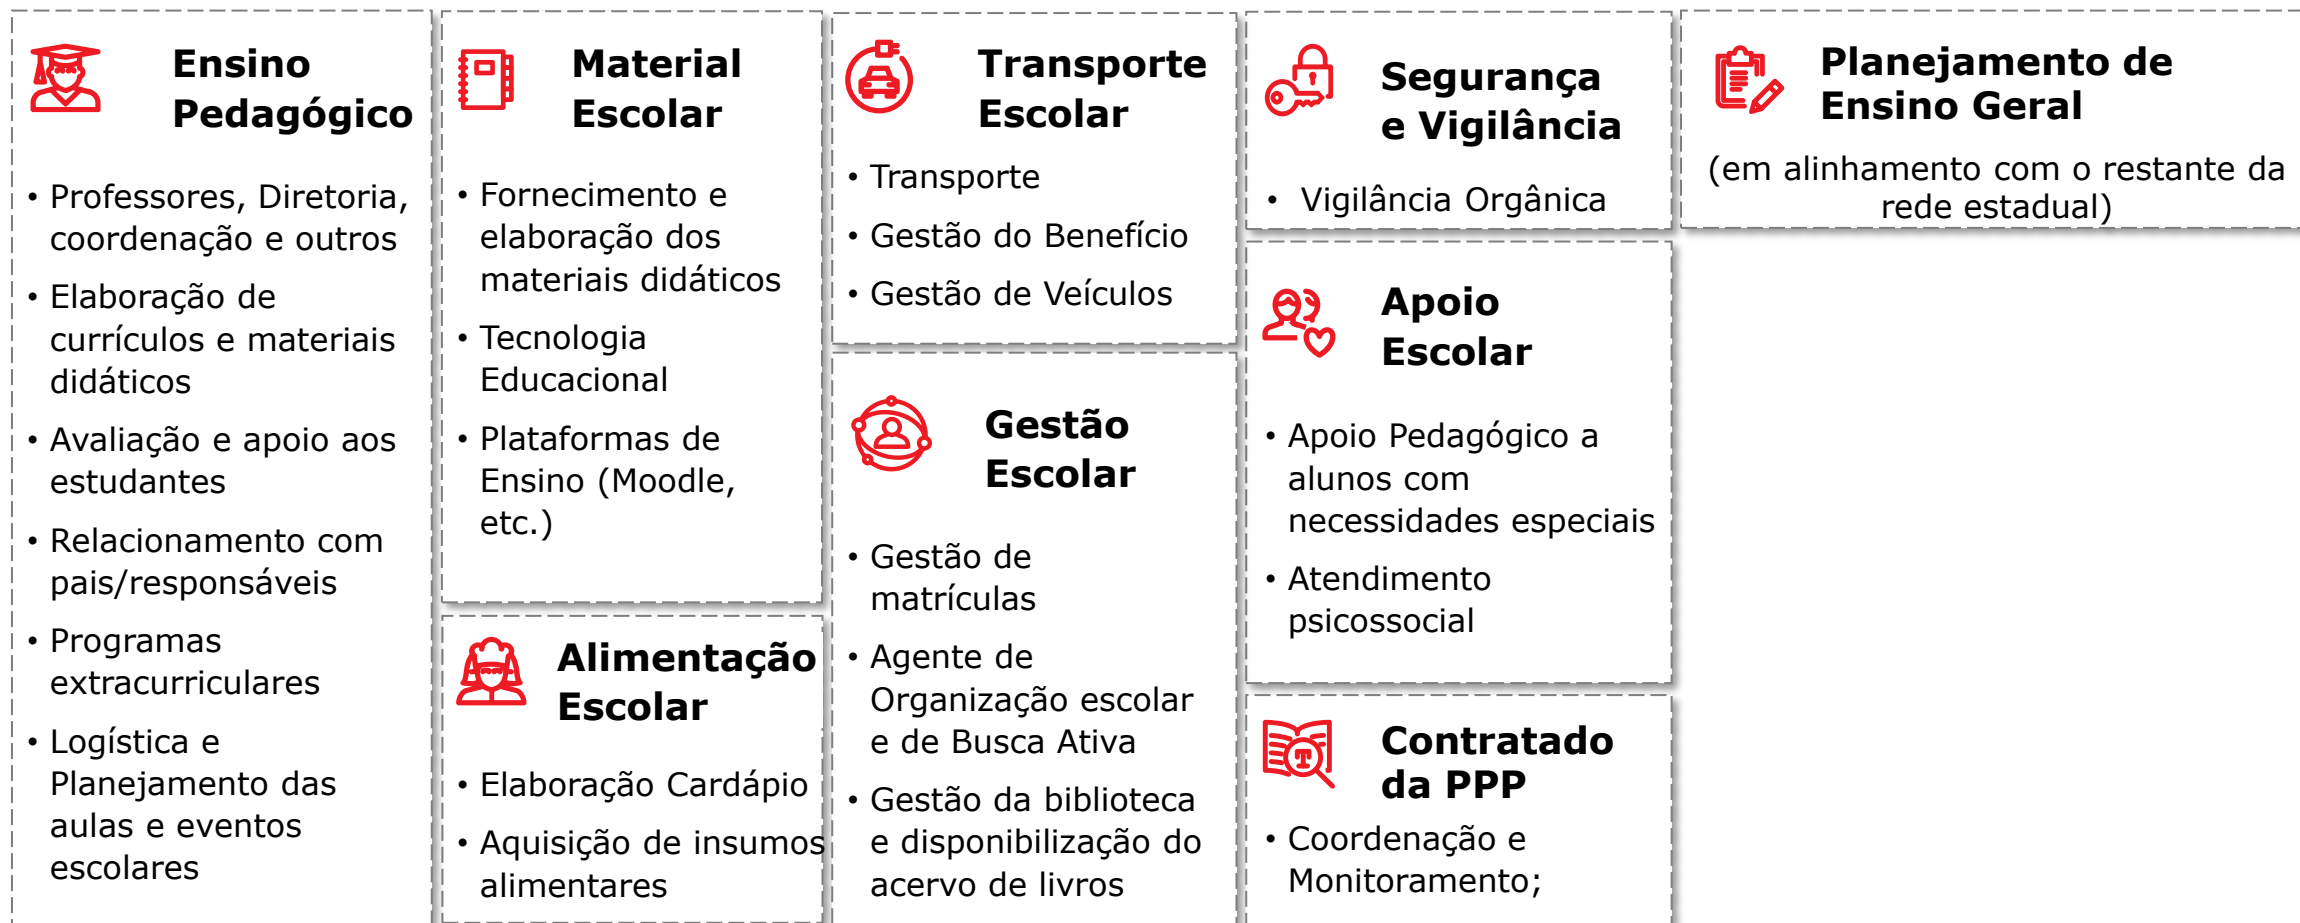 Ensino
Pedagógico
• Professores, Diretoria,
coordenação e outros
• Elaboração de
currículos e materiais
didáticos
• Avaliação e apoio aos
estudantes
• Relacionamento com
pais/responsáveis
• Programas
extracurriculares
• Logística e
Planejamento das
aulas e eventos
escolares
Material
Escolar
• Fornecimento e
elaboração dos
materiais didáticos
• Tecnologia
Educacional
• Plataformas de
Ensino (Moodle,
etc.)
Alimentação
Escolar
• Elaboração Cardápio
• Aquisição de insumos
alimentares
Transporte
Escolar
• Transporte
• Gestão do Benefício
• Gestão de Veículos
Gestão
Escolar
• Gestão de
matrículas
• Agente de
Organização escolar
e de Busca Ativa
• Gestão da biblioteca
e disponibilização do
acervo de livros
Segurança
e Vigilância
• Vigilância Orgânica
Apoio
Escolar
• Apoio Pedagógico a
alunos com
necessidades especiais
• Atendimento
psicossocial
Contratado
da PPP
• Coordenação e
Monitoramento;
Planejamento de
Ensino Geral
(em alinhamento com o restante da
rede estadual)